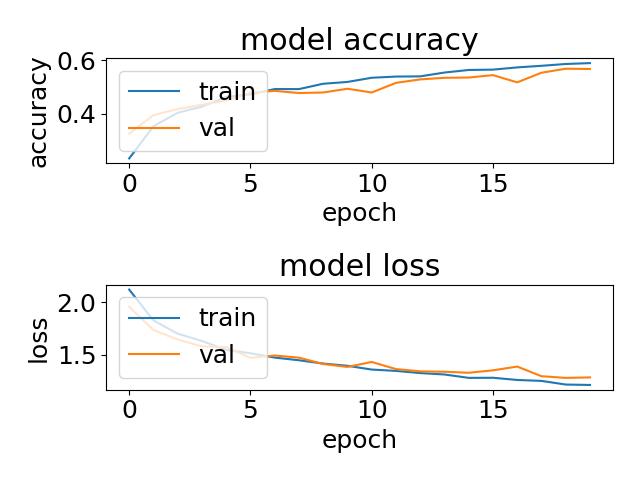 model accuracy
0.6
0.4
accuracy
train
val
0 5 10 15
epoch
model loss
2.0
1.5
loss
train
val
0 5 10 15
epoch